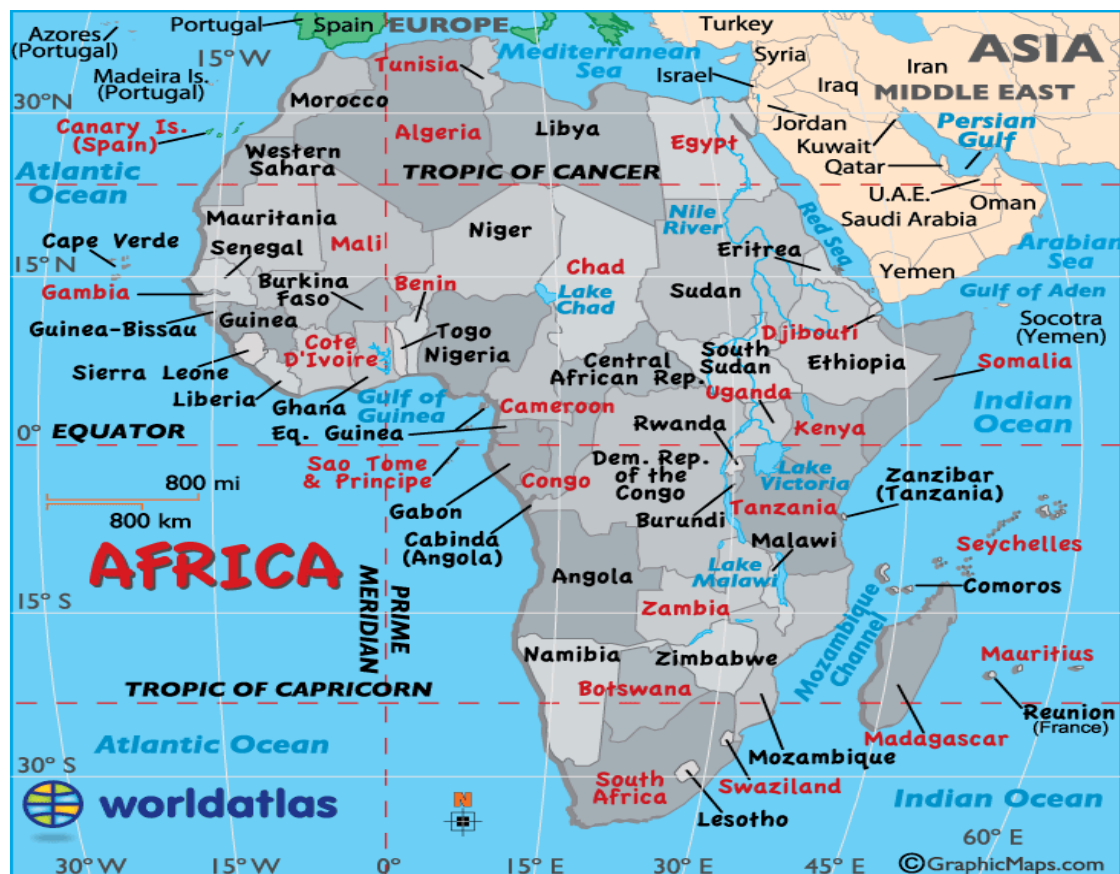 Azores
(Portugal)
Portugal
Spain
EUROPE
Turkey
ASIA
15° W
Mediterranean
Sea
Syria
Iran
Madeira Is.
(Portugal)
Tunisia
Israel
Iraq
MIDDLE EAST
30°N
Morocco
Jordan
Persian
Gulf
Canary Is.
(Spain)
Algeria
Libya
Egypt
Kuwait
Qatar
Western
Sahara
TROPIC OF CANCER
Atlantic
Ocean
U.A.E.
Oman
Saudi Arabia
Mauritania
Nile
River
Red Sea
Niger
Mali
Cape Verde
Senegal
Eritrea
Arabian
Sea
15°N
Chad
Yemen
Gambia
Burkina
Faso
Benin
Lake
Chad
Sudan
Gulf of Aden
Guinea-Bissau
Guinea
Togo
Djibouti
Socotra
(Yemen)
Cote
D'Ivoire
Nigeria
Central
African Rep.
South
Sudan
Ethiopia
Somalia
Sierra Leone
Liberia
Ghana
Gulf of
Guinea
Cameroon
Uganda
Indian
Ocean
EQUATOR
0°
Eq. Guinea
Rwanda
Kenya
Sao Tome
& Principe
Congo
Dem. Rep.
of the
Congo
Lake
Victoria
Zanzibar
(Tanzania)
800 mi
800 km
Gabon
Tanzania
Burundi
Cabinda
(Angola)
Malawi
Seychelles
AFRICA
Angola
Lake
Malawi
Comoros
15° S
PRIME
MERIDIAN
Zambia
Mozambique
Channel
Namibia
Zimbabwe
Mauritius
TROPIC OF CAPRICORN
Botswana
Reunion
(France)
Madagascar
Atlantic Ocean
Mozambique
30° S
South
Africa
Swaziland
Indian Ocean
worldatlas
N
Lesotho
60° E
30° W
15° W
0°
15° E
30° E
45° E
©GraphicMaps.com